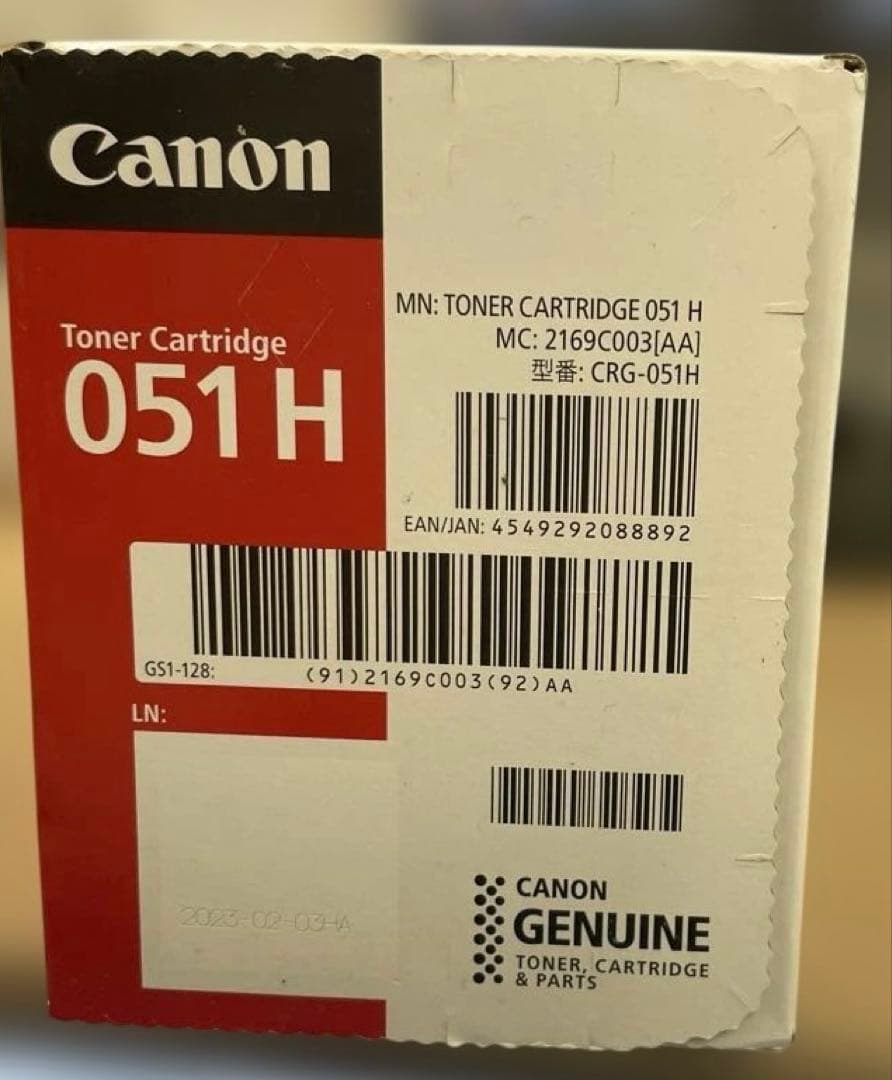 Canon
Toner Cartridge
051 H
MN: TONER CARTRIDGE 051 H
MC: 2169C003[AA]
型番: CRG-051H
EAN/JAN: 4549292088892
GS1-128:
(91)2169C003(92)AA
LN:
2023-02-03HA
CANON
GENUINE
TONER, CARTRIDGE
& PARTS